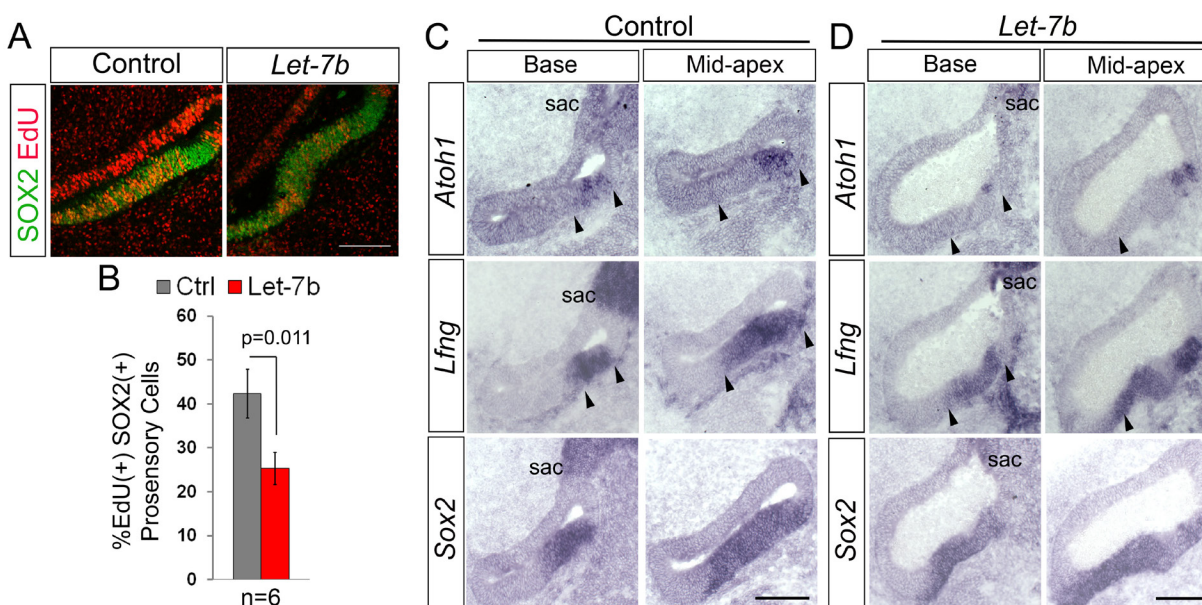 A
Control
Let-7b
SOX2 EdU
B
Ctrl
Let-7b
%EdU(+) SOX2(+)
Prosensory Cells
60
50
40
30
20
10
0
p=0.011
n=6
C
Control
Base
Mid-apex
Atoh1
sac
Lfng
sac
Sox2
sac
D
Let-7b
Base
Mid-apex
Atoh1
sac
Lfng
sac
Sox2
sac